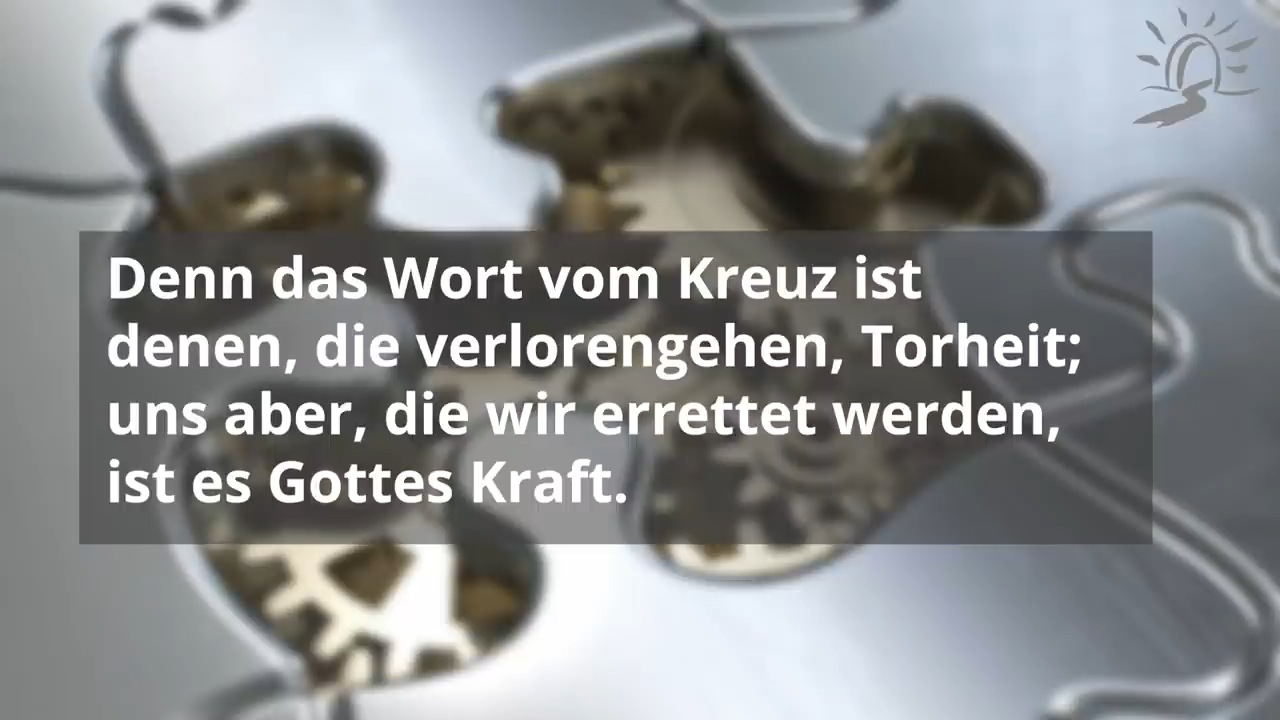 Denn das Wort vom Kreuz ist
denen, die verlorengehen, Torheit;
uns aber, die wir errettet werden,
ist es Gottes Kraft.